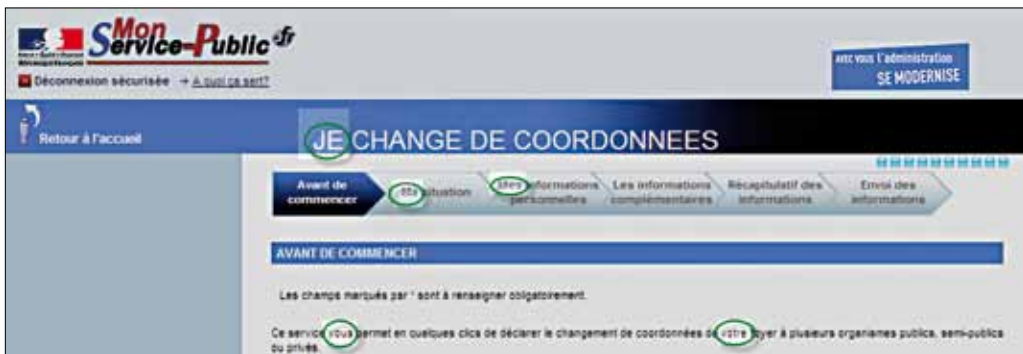 Mon
Service-Public.fr
Déconnexion sécurisée → A quoi ça sert?
avec vous l'administration
SE MODERNISE
Retour à l'accueil
JE CHANGE DE COORDONNEES
Avant de commencer
Ma situation
Mes informations personnelles
Les informations complémentaires
Récapitulatif des informations
Envoi des informations
AVANT DE COMMENCER
Les champs marqués par * sont à renseigner obligatoirement.
Ce service vous permet en quelques clics de déclarer le changement de coordonnées de votre foyer à plusieurs organismes publics, semi-publics
ou privés.